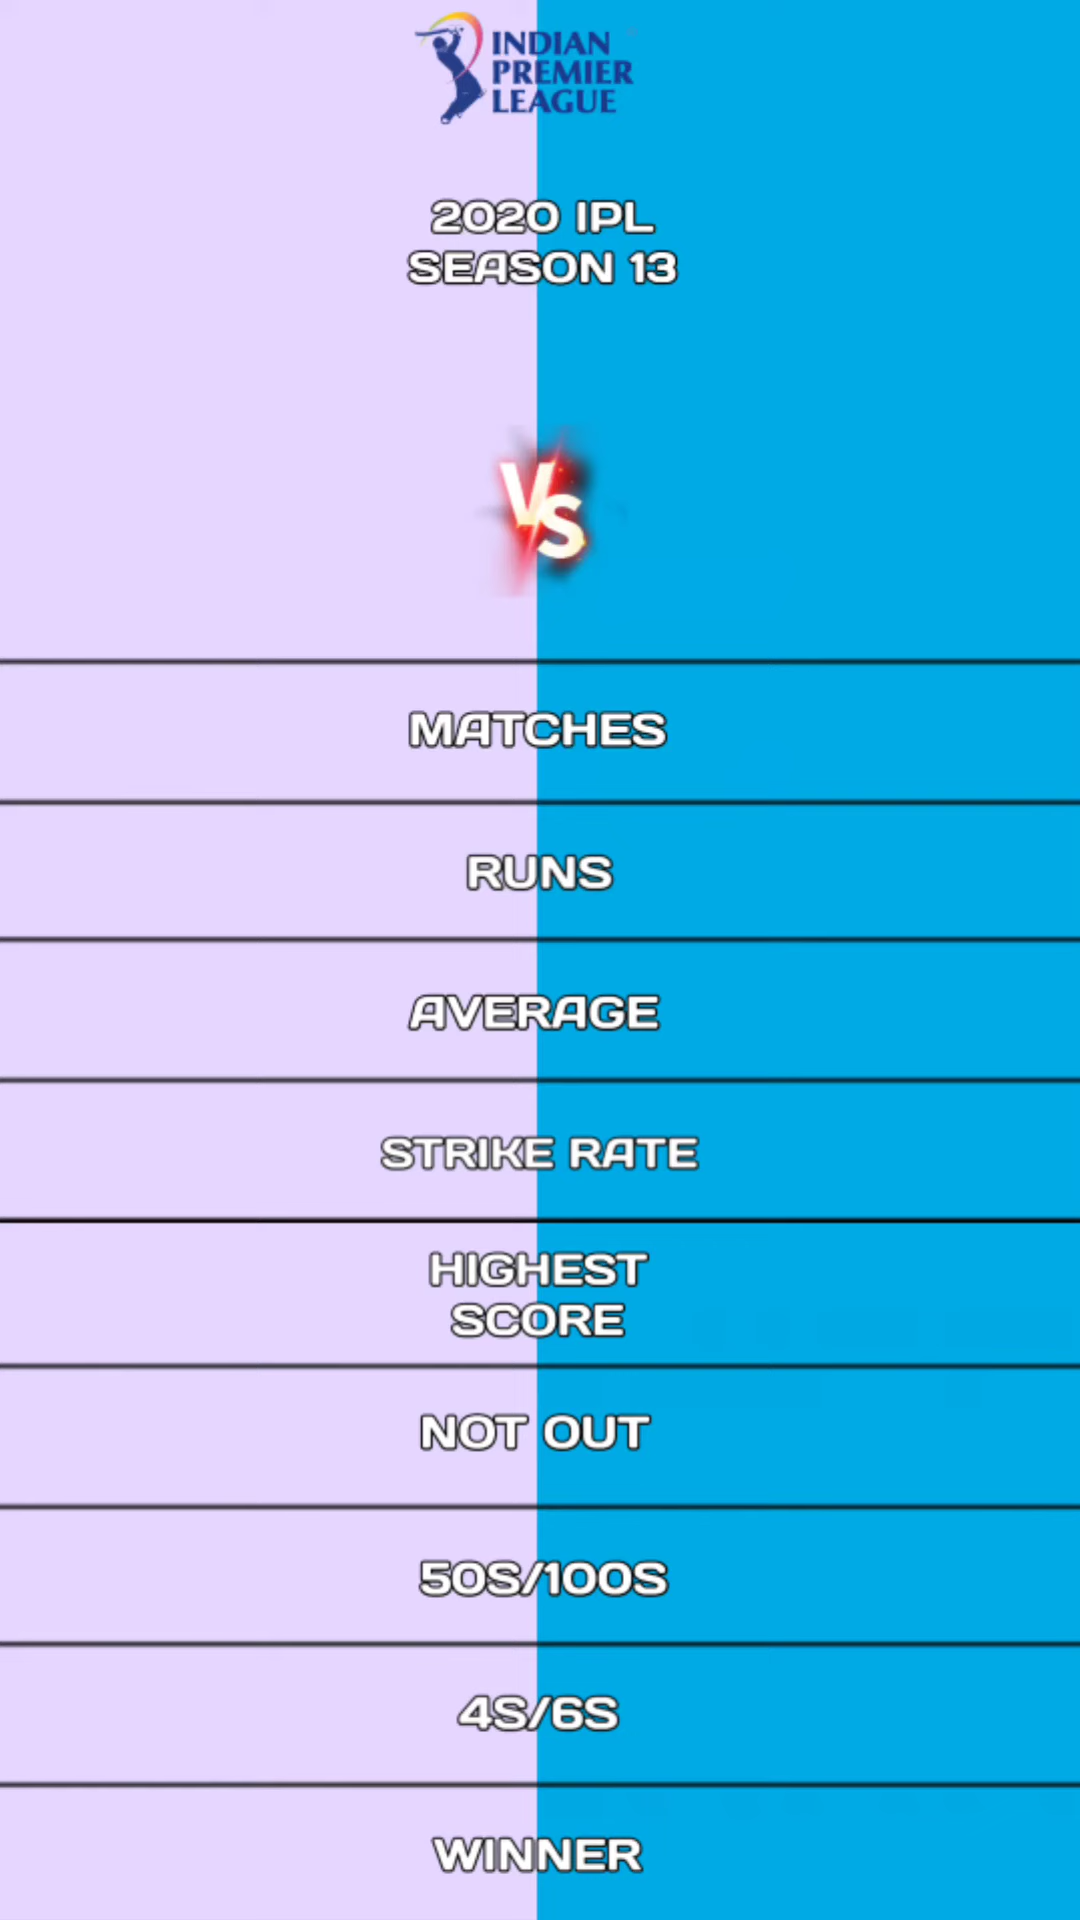 INDIAN
PREMIER
LEAGUE
2020 IPL
SEASON 13
VS
MATCHES
RUNS
AVERAGE
STRIKE RATE
HIGHEST
SCORE
NOT OUT
50S/100S
4S/6S
WINNER